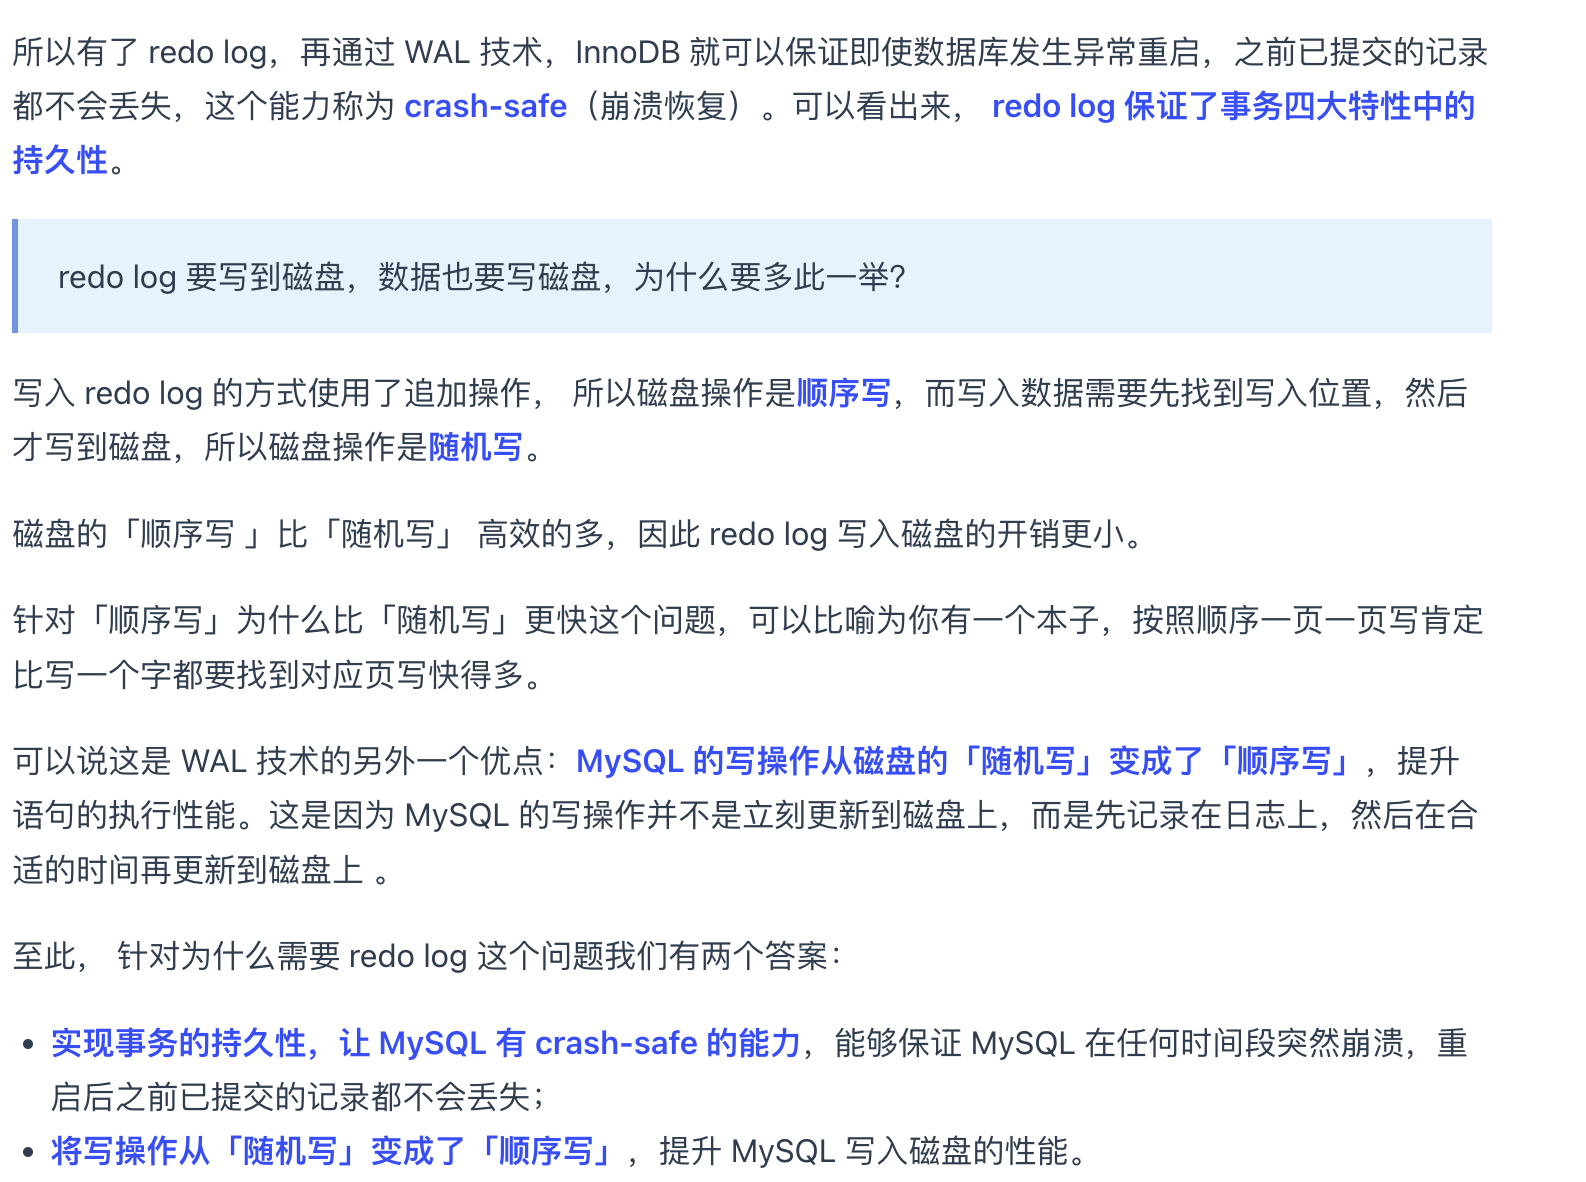 所以有了 redo log，再通过 WAL 技术，InnoDB 就可以保证即使数据库发生异常重启，之前已提交的记录
都不会丢失，这个能力称为 crash-safe（崩溃恢复）。可以看出来， redo log 保证了事务四大特性中的
持久性。
redo log 要写到磁盘，数据也要写磁盘，为什么要多此一举？
写入 redo log 的方式使用了追加操作， 所以磁盘操作是顺序写，而写入数据需要先找到写入位置，然后
才写到磁盘，所以磁盘操作是随机写。
磁盘的「顺序写 」比「随机写」 高效的多，因此 redo log 写入磁盘的开销更小。
针对「顺序写」为什么比「随机写」更快这个问题，可以比喻为你有一个本子，按照顺序一页一页写肯定
比写一个字都要找到对应页写快得多。
可以说这是 WAL 技术的另外一个优点：MySQL 的写操作从磁盘的「随机写」变成了「顺序写」，提升
语句的执行性能。这是因为 MySQL 的写操作并不是立刻更新到磁盘上，而是先记录在日志上，然后在合
适的时间再更新到磁盘上 。
至此， 针对为什么需要 redo log 这个问题我们有两个答案：
• 实现事务的持久性，让 MySQL 有 crash-safe 的能力，能够保证 MySQL 在任何时间段突然崩溃，重
启后之前已提交的记录都不会丢失；
• 将写操作从「随机写」变成了「顺序写」，提升 MySQL 写入磁盘的性能。